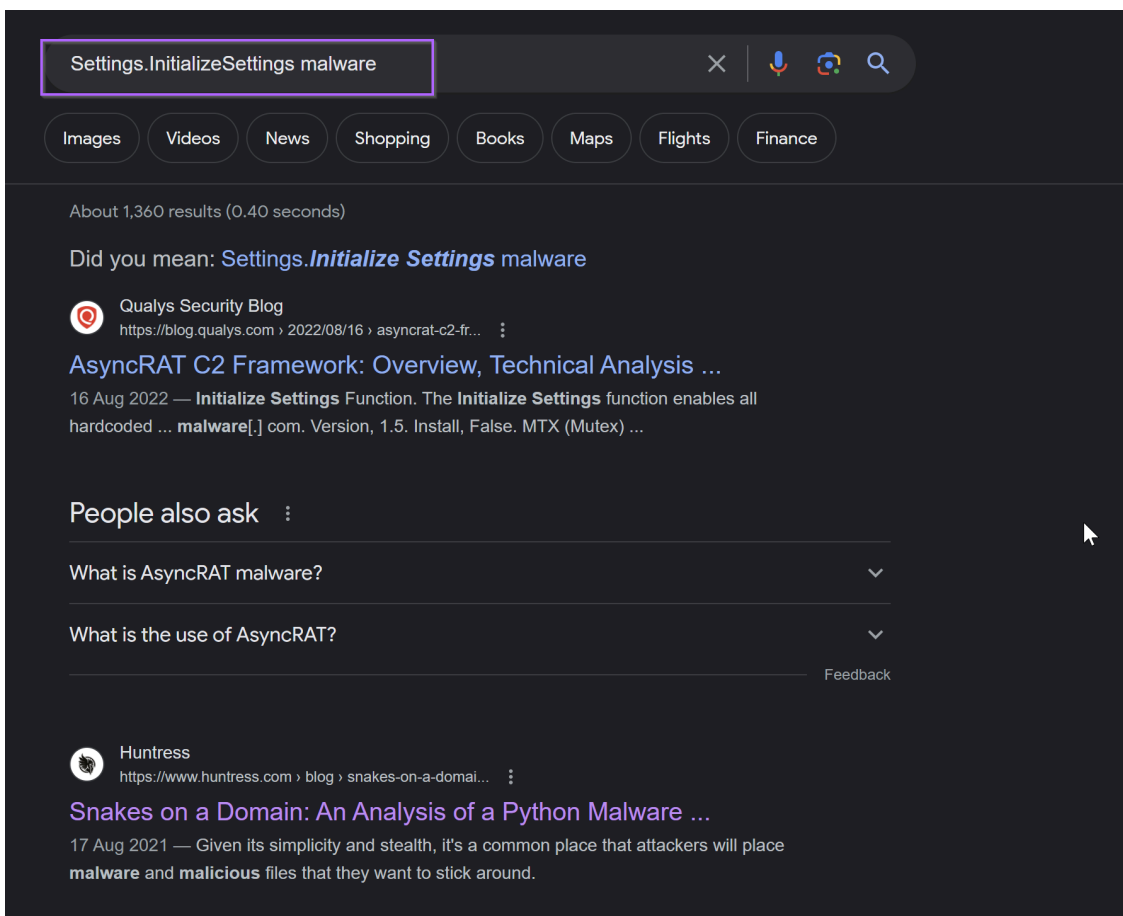 Settings.InitializeSettings malware
Images
Videos
News
Shopping
Books
Maps
Flights
Finance
About 1,360 results (0.40 seconds)
Did you mean: Settings.Initialize Settings malware
Qualys Security Blog
https://blog.qualys.com › 2022/08/16 › asyncrat-c2-fr...
AsyncRAT C2 Framework: Overview, Technical Analysis ...
16 Aug 2022 — Initialize Settings Function. The Initialize Settings function enables all
hardcoded ... malware[.] com. Version, 1.5. Install, False. MTX (Mutex) ...
People also ask
What is AsyncRAT malware?
What is the use of AsyncRAT?
Feedback
Huntress
https://www.huntress.com › blog › snakes-on-a-domai...
Snakes on a Domain: An Analysis of a Python Malware ...
17 Aug 2021 — Given its simplicity and stealth, it's a common place that attackers will place
malware and malicious files that they want to stick around.